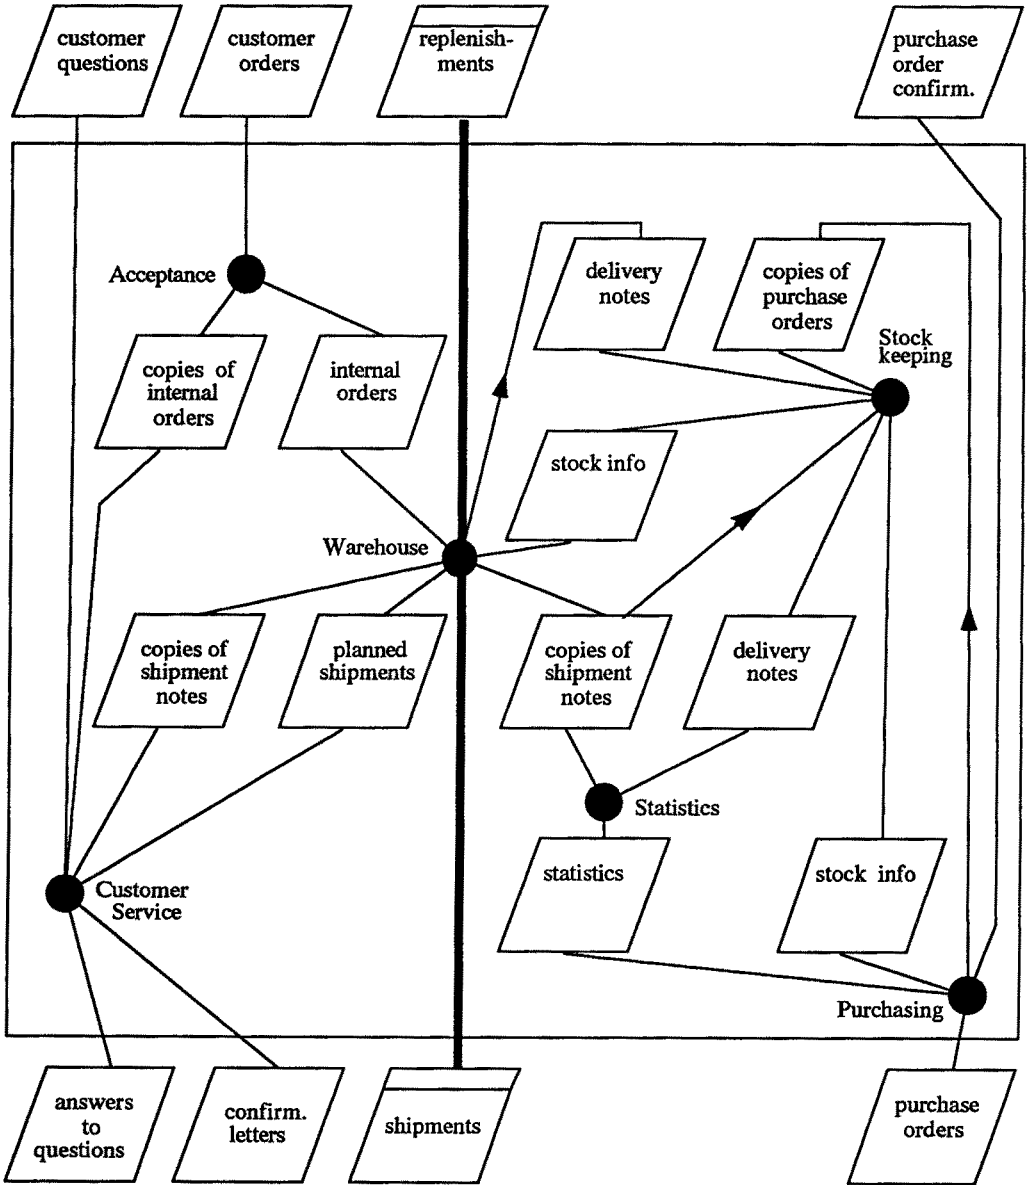 customer
questions
customer
orders
replenish-
ments
purchase
order
confirm.
Acceptance
delivery
notes
copies of
purchase
orders
Stock
keeping
copies of
internal
orders
internal
orders
stock info
Warehouse
copies of
shipment
notes
planned
shipments
copies of
shipment
notes
delivery
notes
Statistics
statistics
stock info
Customer
Service
Purchasing
answers
to
questions
confirm.
letters
shipments
purchase
orders